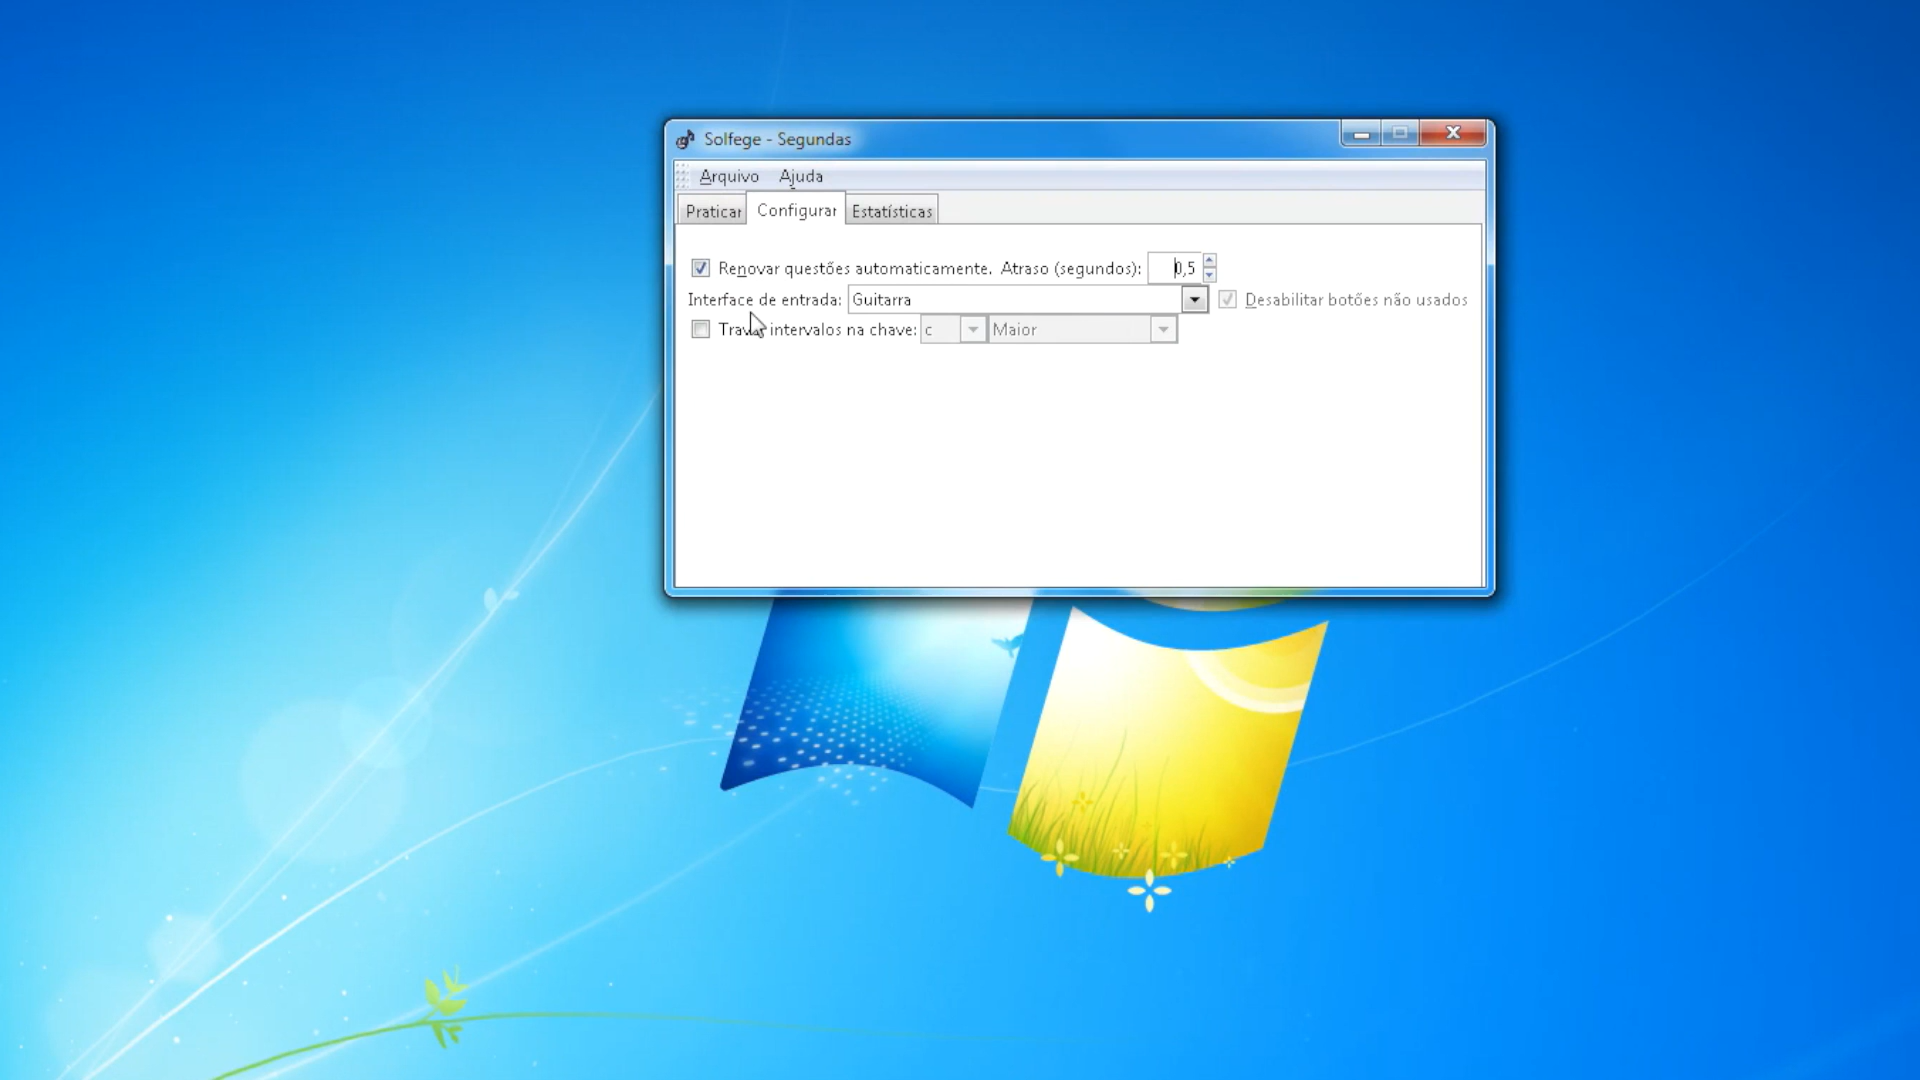 Solfege - Segundas
Arquivo Ajuda
Praticar Configurar Estatísticas
Renovar questões automaticamente. Atraso (segundos): 0,5
Interface de entrada: Guitarra Desabilitar botões não usados
intervalos na chave: c Maior